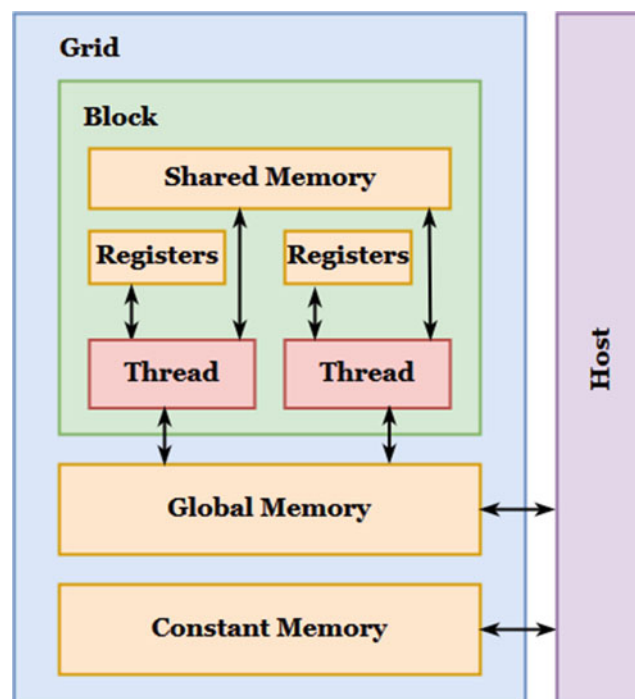 Grid
Block
Shared Memory
Registers
Registers
Thread
Thread
Global Memory
Constant Memory
Host